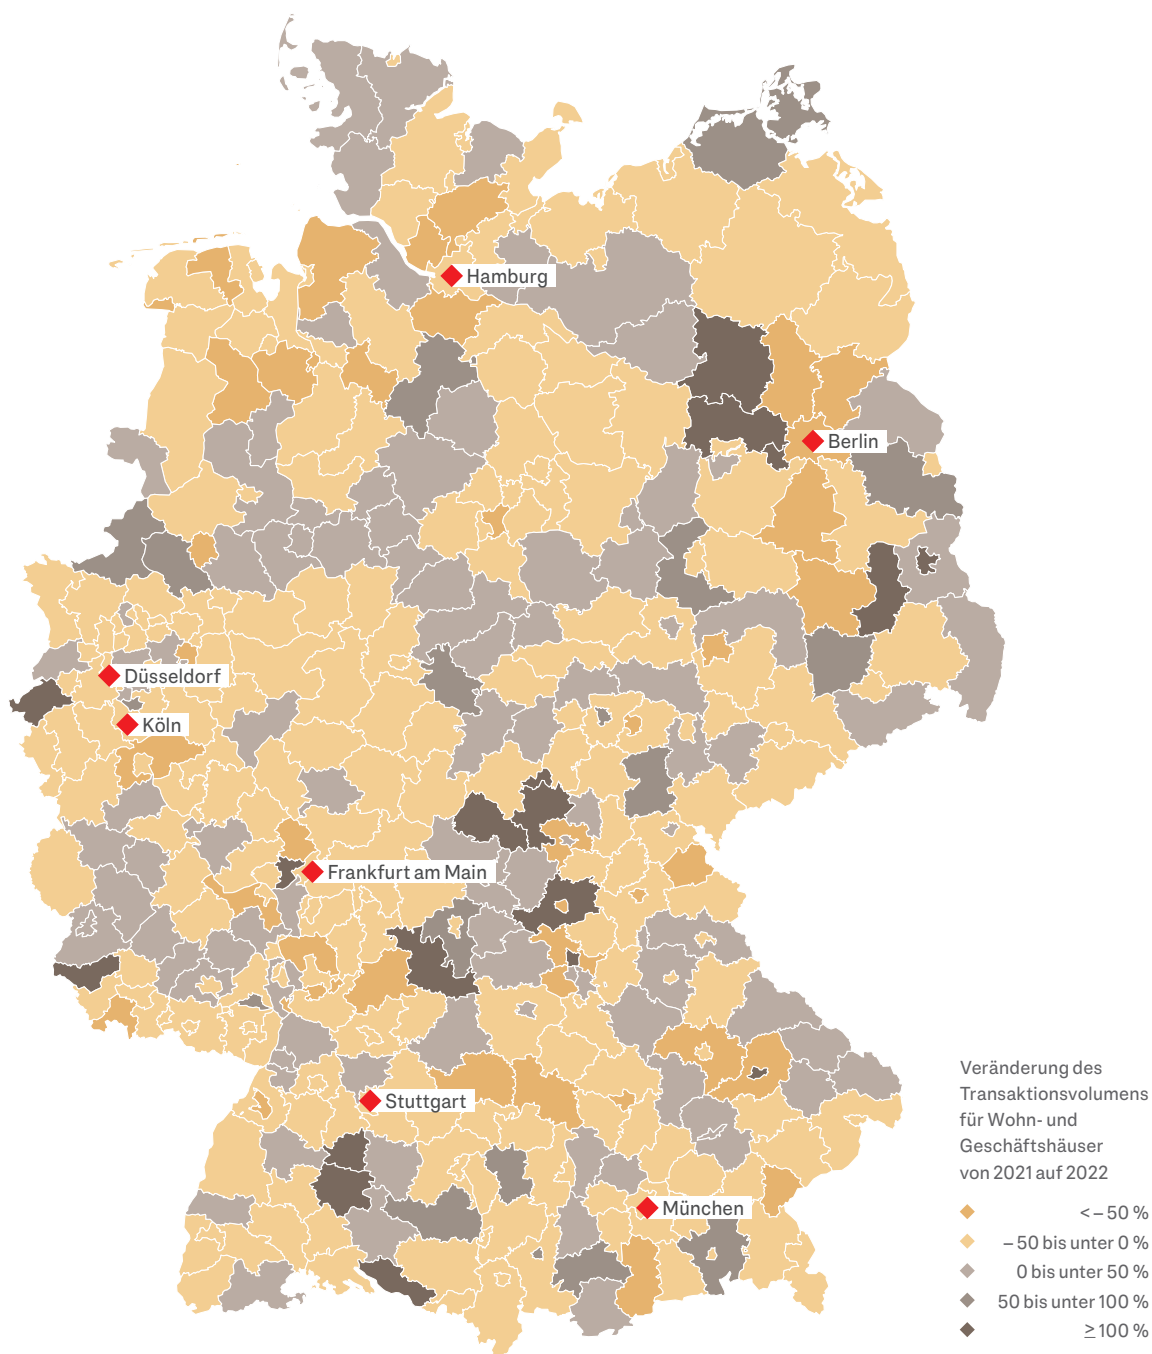 Hamburg
Berlin
Düsseldorf
Köln
Frankfurt am Main
Stuttgart
München
Veränderung des
Transaktionsvolumens
für Wohn- und
Geschäftshäuser
von 2021 auf 2022
< – 50 %
– 50 bis unter 0 %
0 bis unter 50 %
50 bis unter 100 %
≥ 100 %